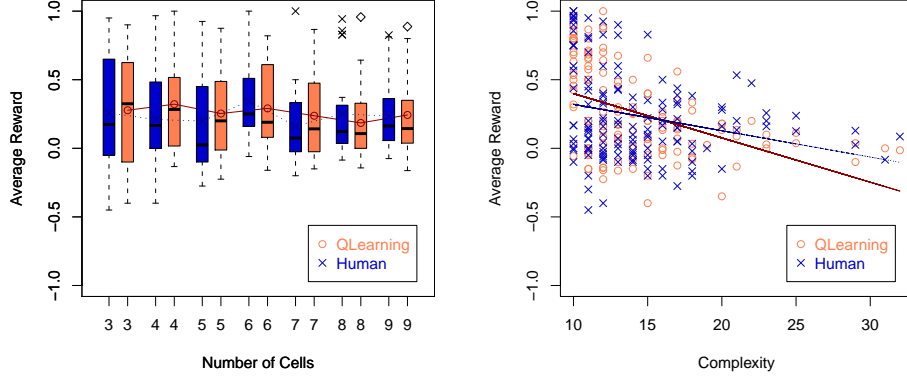 1.0
0.5
0.0
−0.5
−1.0
Average Reward
QLearning
Human
3 3 4 4 5 5 6 6 7 7 8 8 9 9
Number of Cells
1.0
0.5
0.0
−0.5
−1.0
Average Reward
QLearning
Human
10 15 20 25 30
Complexity